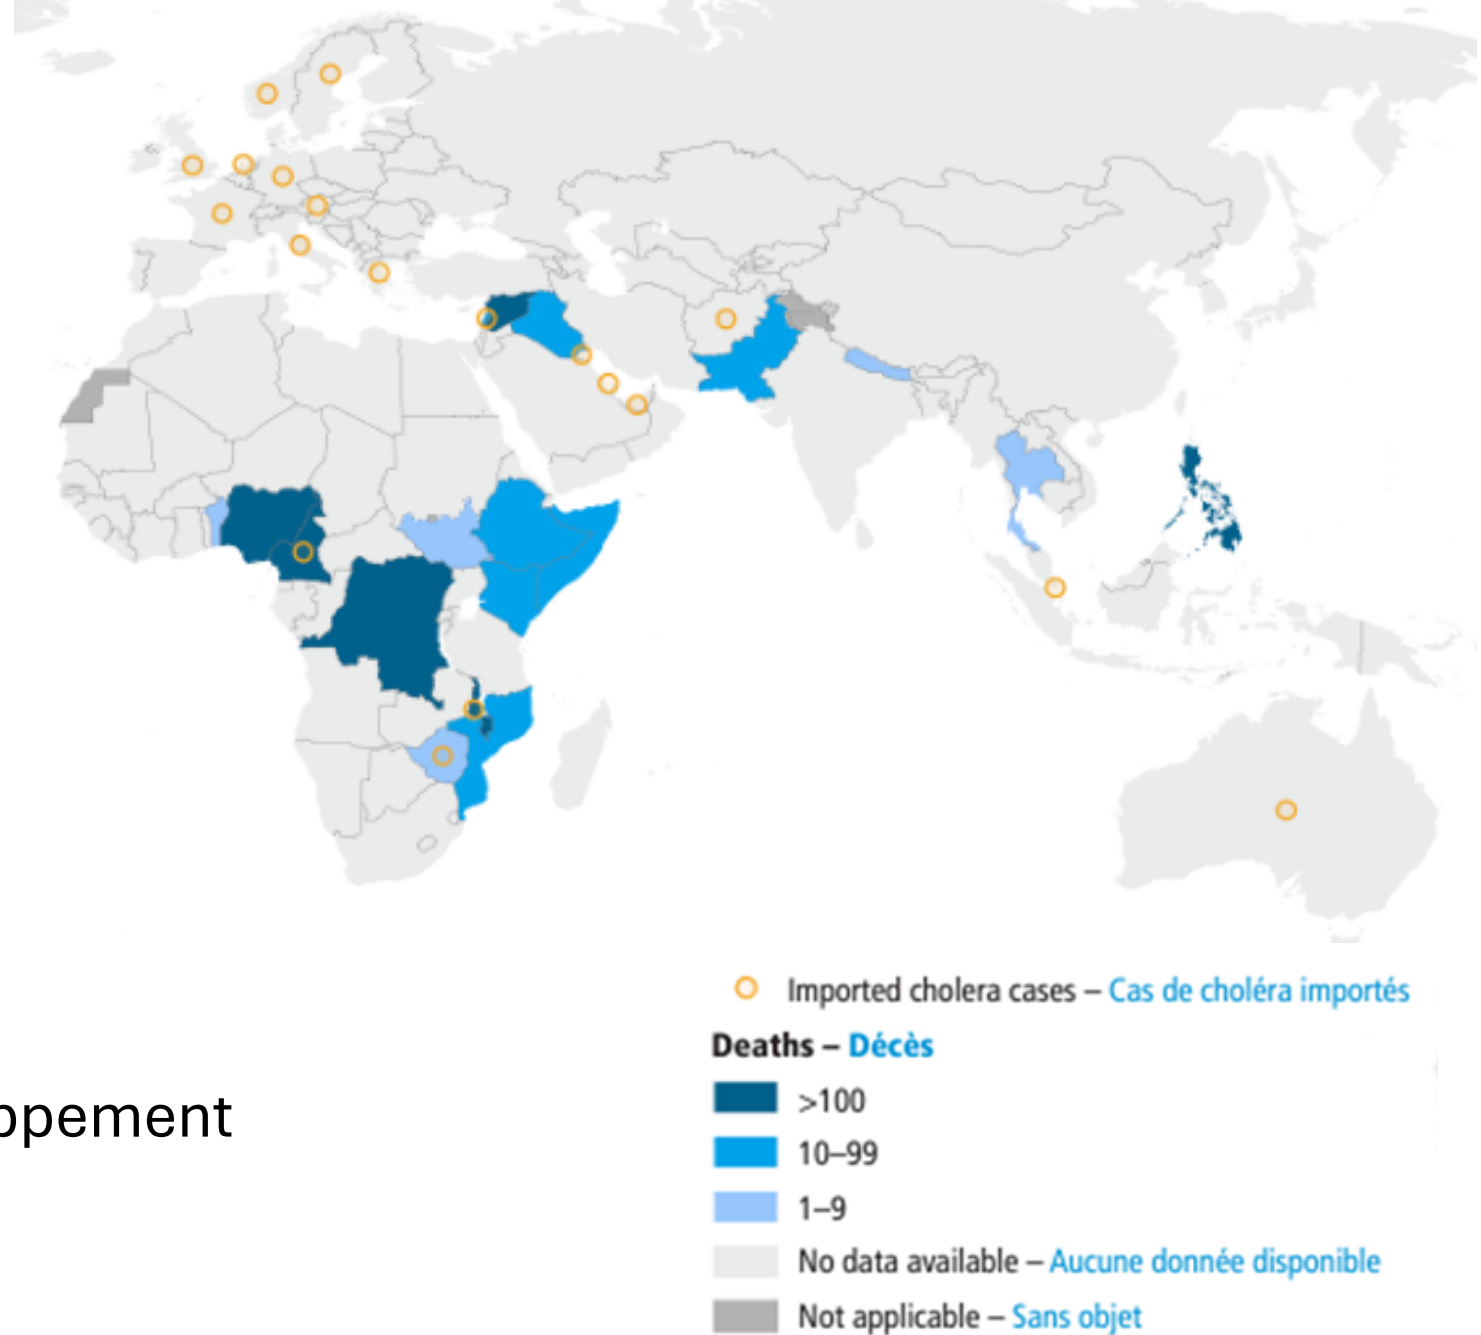 Imported cholera cases – Cas de choléra importés
Deaths – Décès
>100
ppement
10–99
1–9
No data available – Aucune donnée disponible
Not applicable – Sans objet